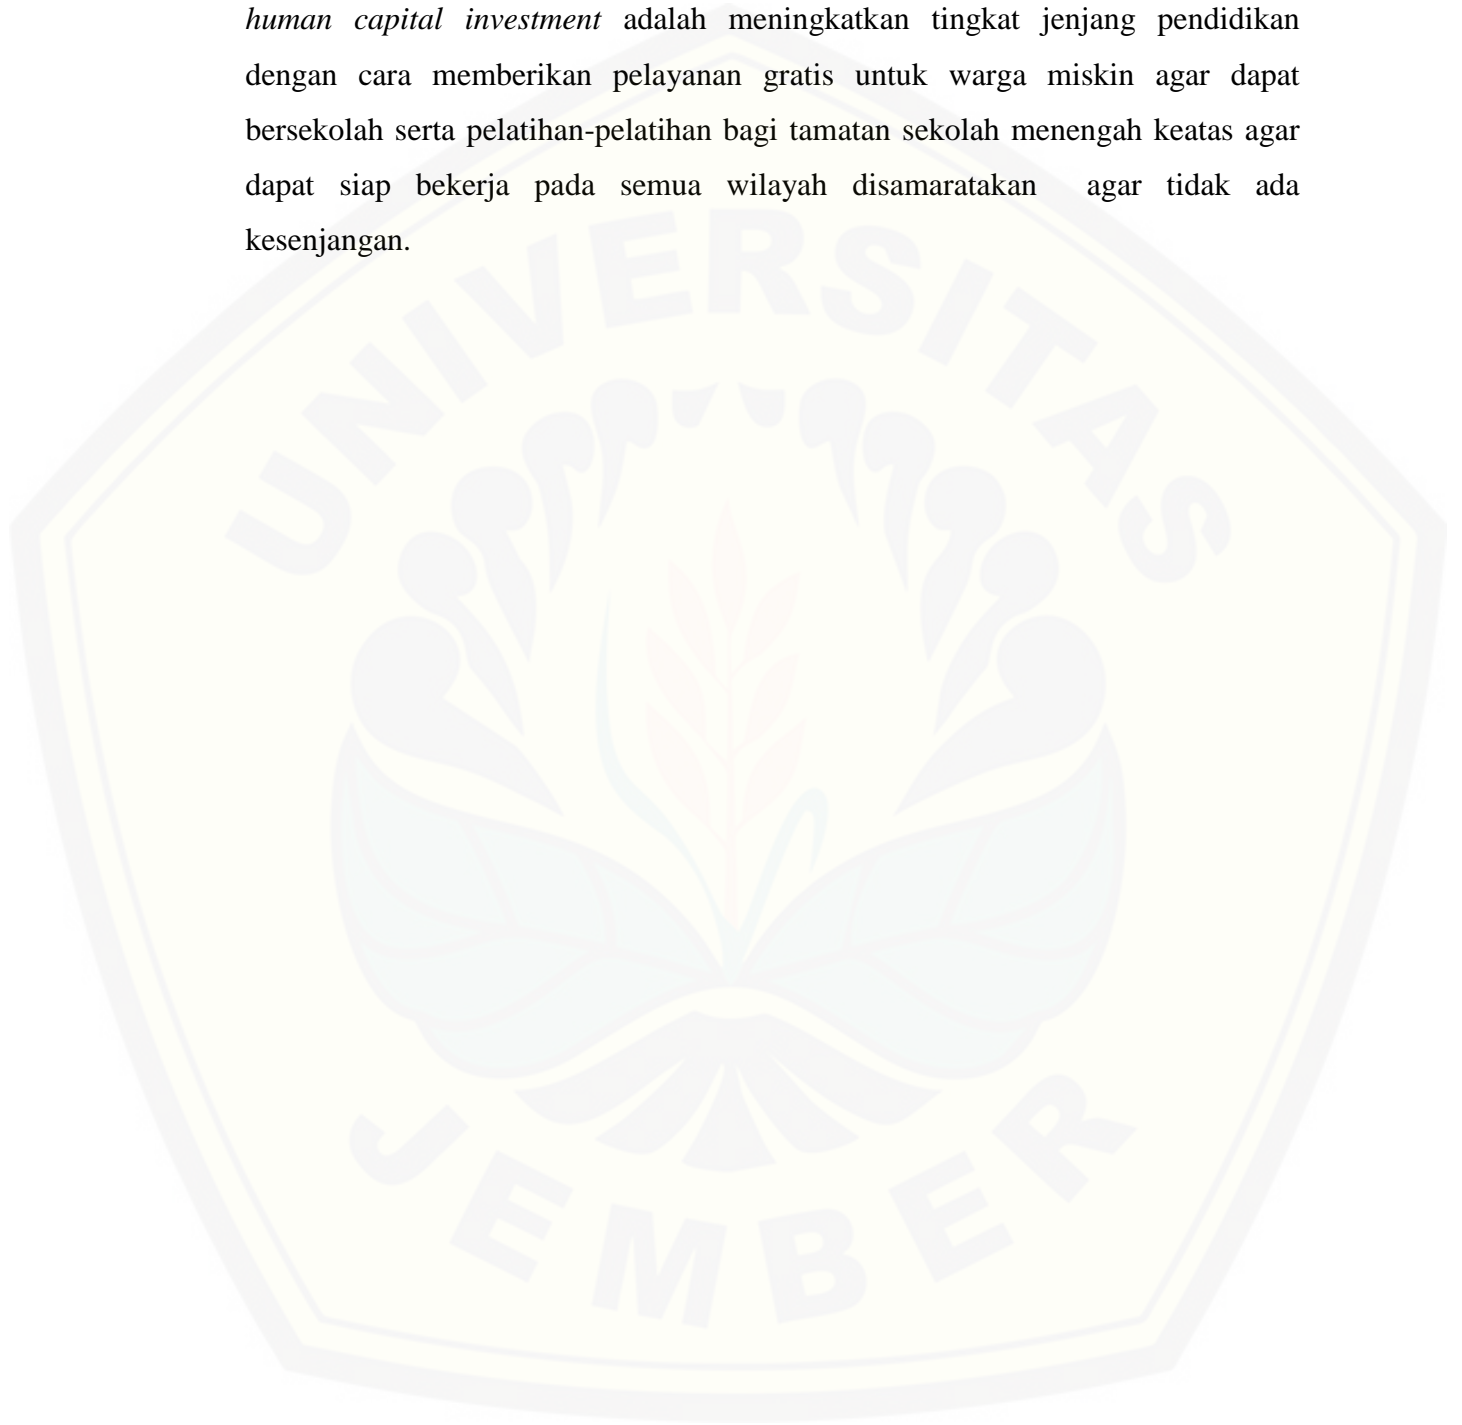 human capital investment adalah meningkatkan tingkat jenjang pendidikan
dengan cara memberikan pelayanan gratis untuk warga miskin agar dapat
bersekolah serta pelatihan-pelatihan bagi tamatan sekolah menengah keatas agar
dapat siap bekerja pada semua wilayah disamaratakan agar tidak ada
kesenjangan.
UNIVERSITAS
JEMBER